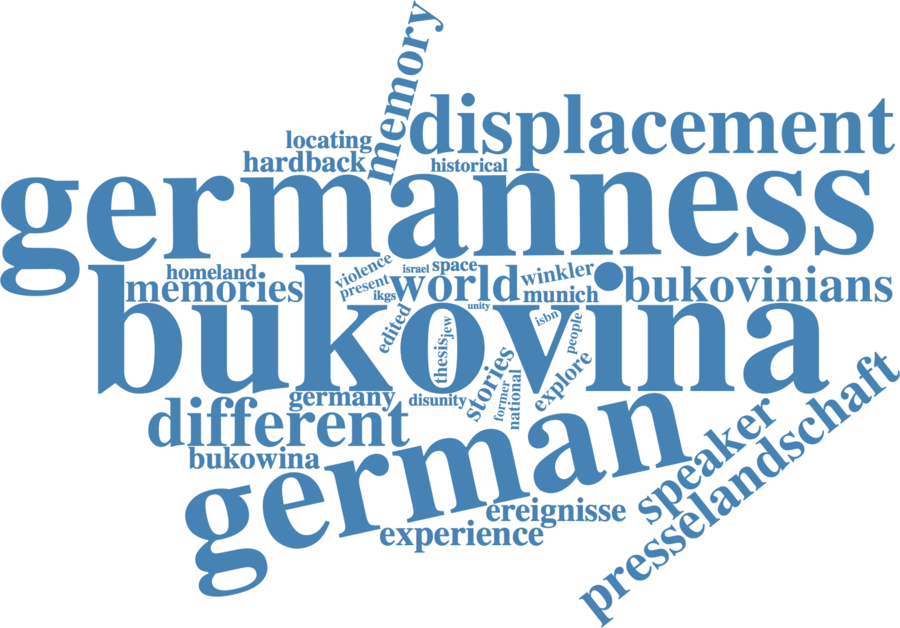 memory
displacement
locating
hardback
historical
germanness
homeland
memories
violence
present
israel
space
ikgs
world
unity
winkler
munich
bukovinians
bukovina
edited
thesis
jew
isbn
people
stories
explore
former
national
germany
disunity
different
bukowina
german
speaker
presselandschaft
ereignisse
experience